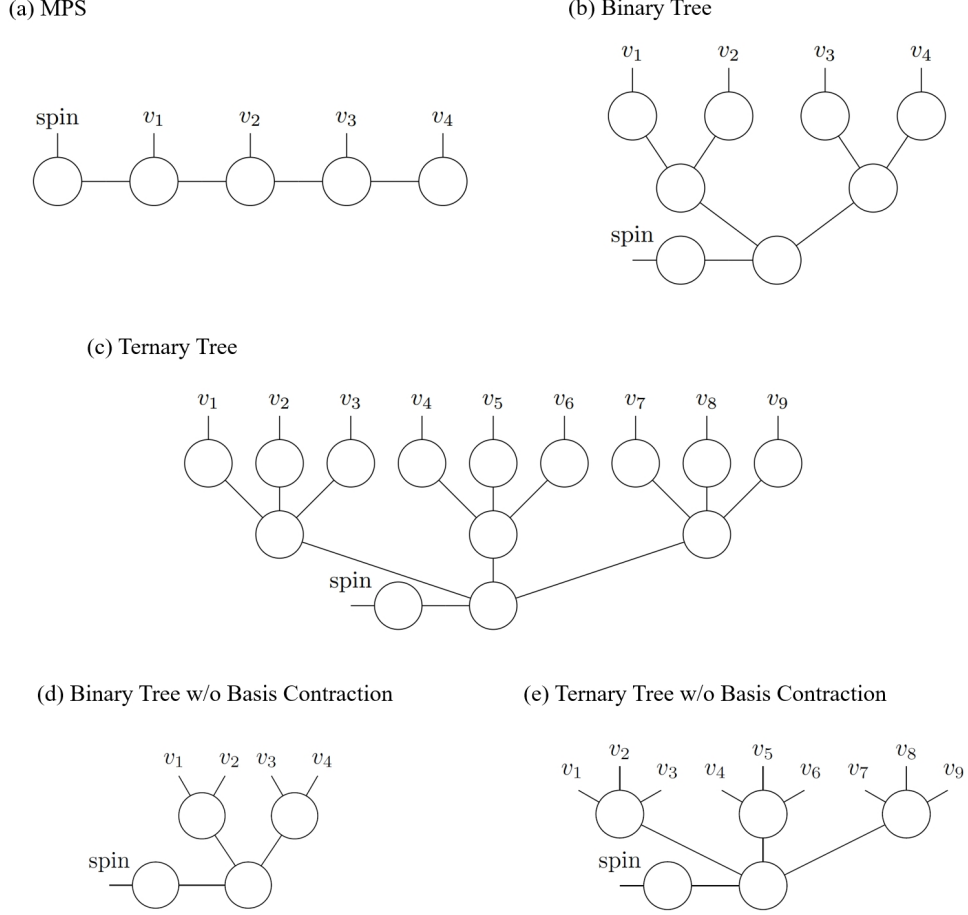 (a) MPS
(b) Binary Tree
v1 v2 v3 v4
spin v1 v2 v3 v4
spin
(c) Ternary Tree
v1 v2 v3 v4 v5 v6 v7 v8 v9
spin
(d) Binary Tree w/o Basis Contraction
(e) Ternary Tree w/o Basis Contraction
v1 v2 v3 v4
spin
v1 v2 v3 v4 v5 v6 v7 v8 v9
spin